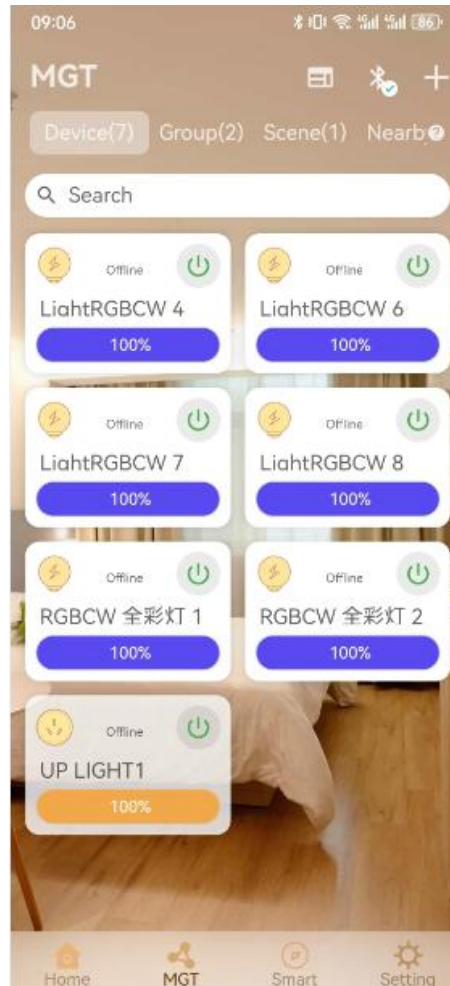 09:06
86
MGT
Device(7) Group(2) Scene(1) Nearb
Search
Offline
LightRGBCW 4
100%
Offline
LightRGBCW 6
100%
Offline
LightRGBCW 7
100%
Offline
LightRGBCW 8
100%
Offline
RGBCW 全彩灯 1
100%
Offline
RGBCW 全彩灯 2
100%
Offline
UP LIGHT1
100%
Home MGT Smart Setting